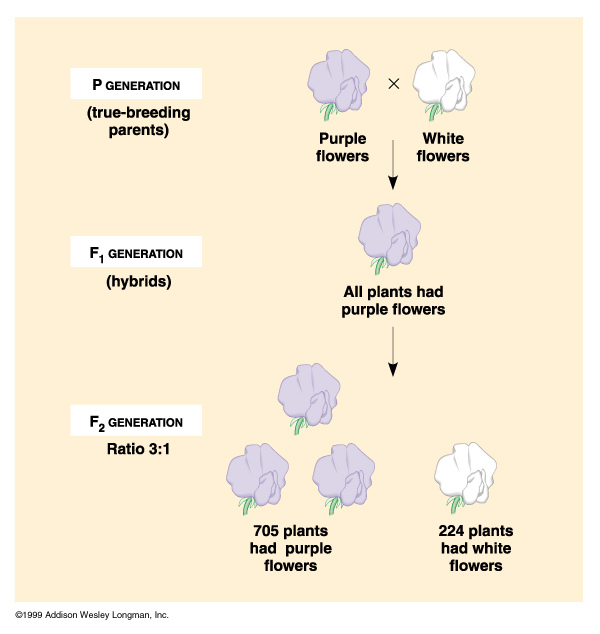 P GENERATION
(true-breeding
parents)
×
Purple
flowers
White
flowers
F1 GENERATION
(hybrids)
All plants had
purple flowers
F2 GENERATION
Ratio 3:1
705 plants
had purple
flowers
224 plants
had white
flowers
©1999 Addison Wesley Longman, Inc.